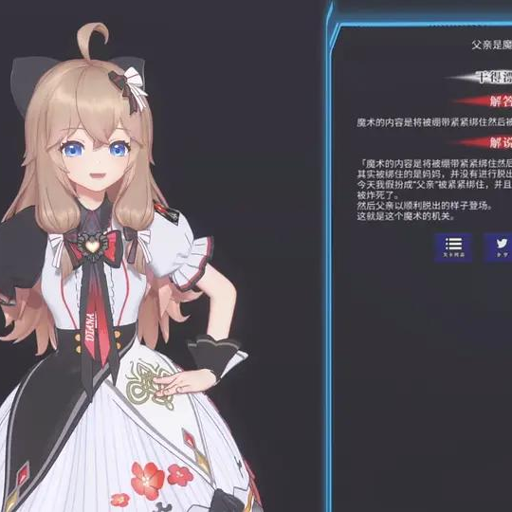 父亲是魔
干得漂
解答
魔术的内容是将被绷带紧紧绑住然后被
解说
「魔术的内容是将被绷带紧紧绑住然后
其实被绑住的是妈妈，并没有进行脱出
今天我假扮成“父亲”被紧紧绑住，并且
被炸死了。
然后父亲以顺利脱出的样子登场。
这就是这个魔术的机关。
DIANA